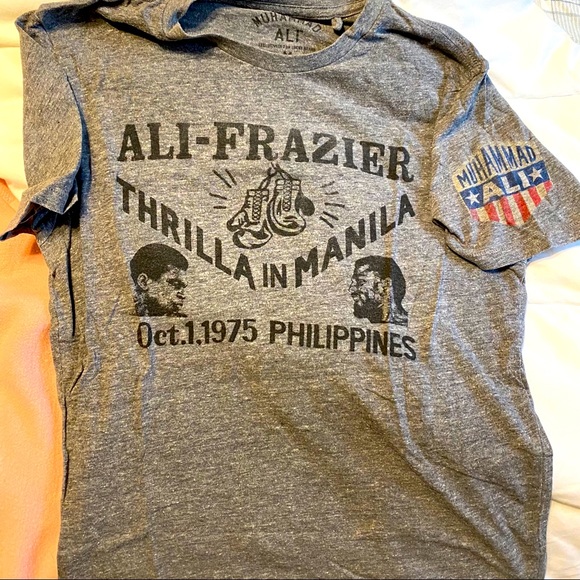 MUHAMMAD
ALI
ALI-FRAZIER
THRILLA IN MANILA
Oct.1,1975 PHILIPPINES
MUHAMMAD
ALI